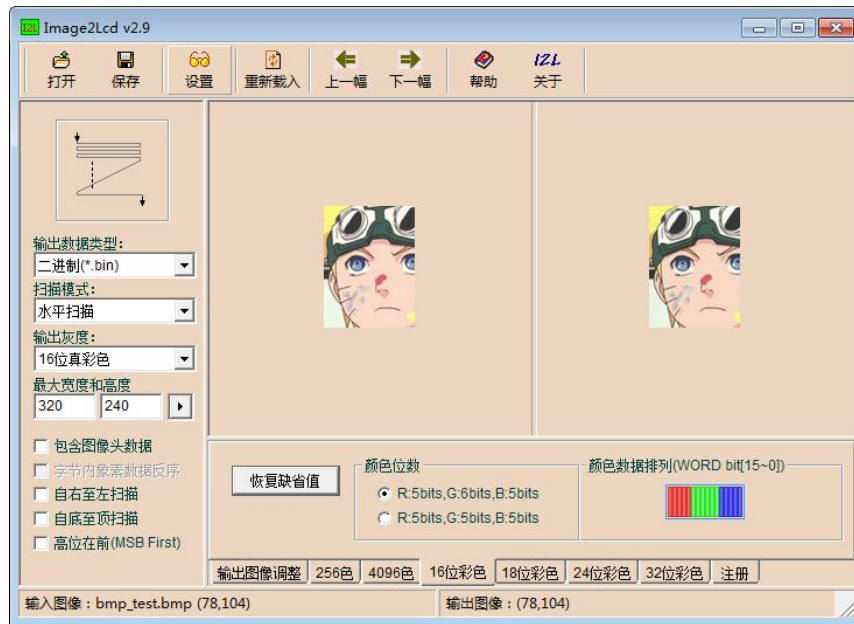 Image2Lcd v2.9
打开 保存 设置 重新载入 上一幅 下一幅 帮助 关于
输出数据类型:
二进制(*.bin)
扫描模式:
水平扫描
输出灰度:
16位真彩色
最大宽度和高度
320 240
包含图像头数据
字节内象素数据反序
自右至左扫描
自底至顶扫描
高位在前(MSB First)
恢复缺省值
颜色位数
R:5bits,G:6bits,B:5bits
R:5bits,G:5bits,B:5bits
颜色数据排列(WORD bit[15~0])
输出图像调整 256色 4096色 16位彩色 18位彩色 24位彩色 32位彩色 注册
输入图像：bmp_test.bmp (78,104)
输出图像：(78,104)
I2L
I2L